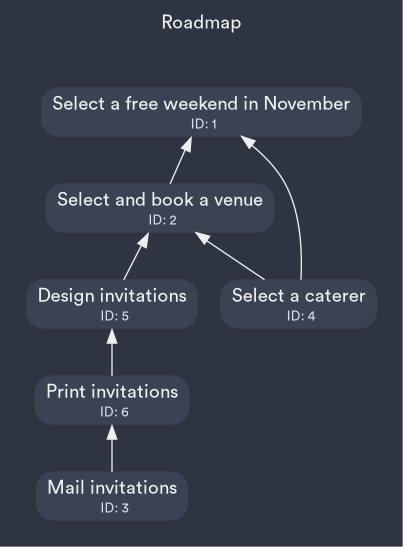 Roadmap
Select a free weekend in November
ID: 1
Select and book a venue
ID: 2
Design invitations
ID: 5
Select a caterer
ID: 4
Print invitations
ID: 6
Mail invitations
ID: 3